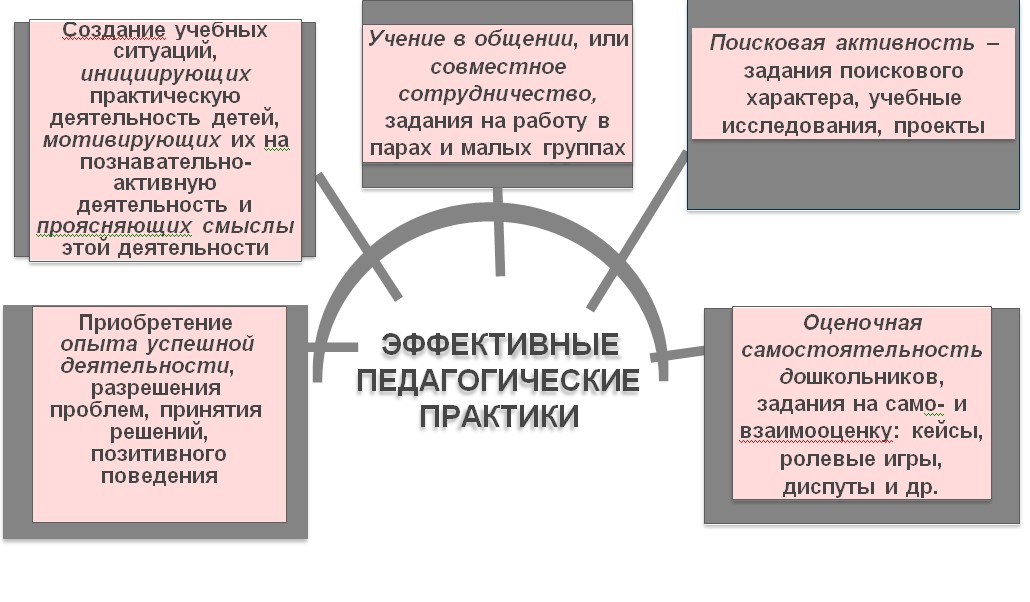 Создание учебных
ситуаций,
инициирующих
практическую
деятельность детей,
мотивирующих их на
познавательно-
активную
деятельность и
проясняющих смыслы
этой деятельности
Учение в общении, или
совместное
сотрудничество,
задания на работу в
парах и малых группах
Поисковая активность –
задания поискового
характера, учебные
исследования, проекты
Приобретение
опыта успешной
деятельности,
разрешения
проблем, принятия
решений,
позитивного
поведения
ЭФФЕКТИВНЫЕ
ПЕДАГОГИЧЕСКИЕ
ПРАКТИКИ
Оценочная
самостоятельность
дошкольников,
задания на само- и
взаимооценку: кейсы,
ролевые игры,
диспуты и др.